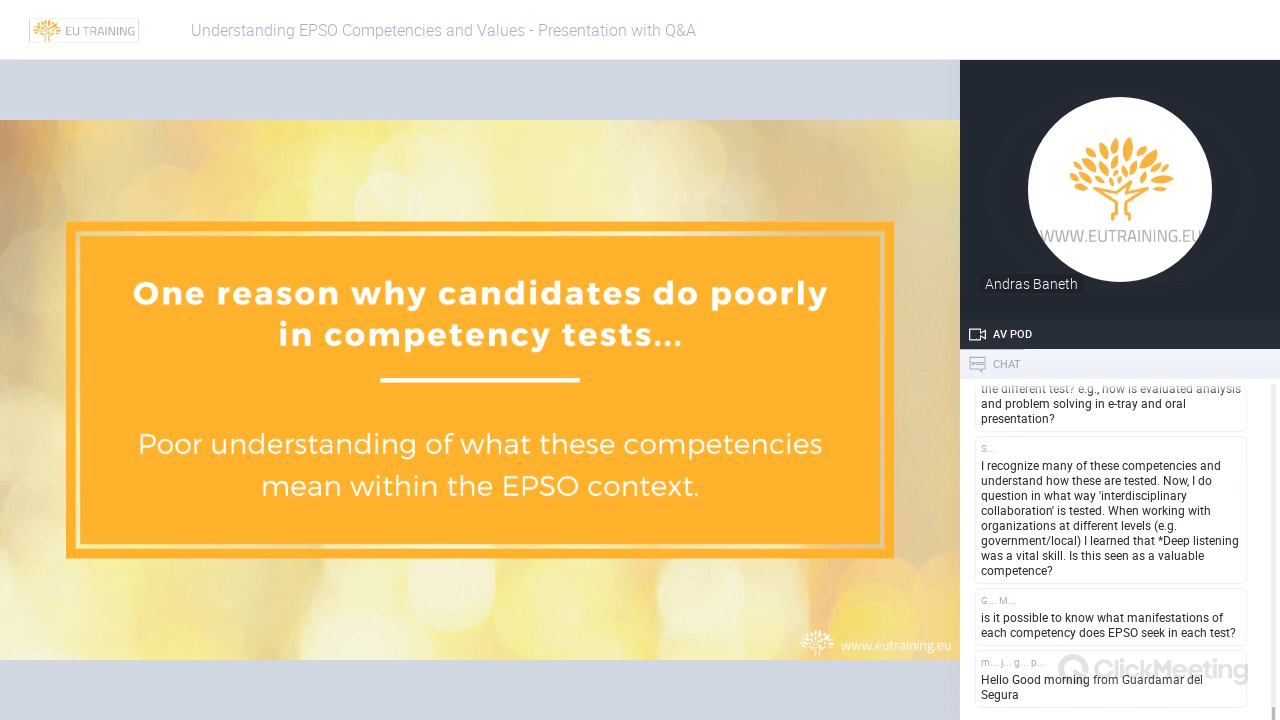 EU TRAINING
Understanding EPSO Competencies and Values - Presentation with Q&A
One reason why candidates do poorly
in competency tests...
Poor understanding of what these competencies
mean within the EPSO context.
www.eutraining.eu
WWW.EUTRAINING.EU
Andras Baneth
AV POD
CHAT
the different test? e.g., how is evaluated analysis
and problem solving in e-tray and oral
presentation?
S...
I recognize many of these competencies and
understand how these are tested. Now, I do
question in what way 'interdisciplinary
collaboration' is tested. When working with
organizations at different levels (e.g.
government/local) I learned that *Deep listening
was a vital skill. Is this seen as a valuable
competence?
G... M...
is it possible to know what manifestations of
each competency does EPSO seek in each test?
m... j... g... p...
ClickMeeting
Hello Good morning from Guardamar del
Segura